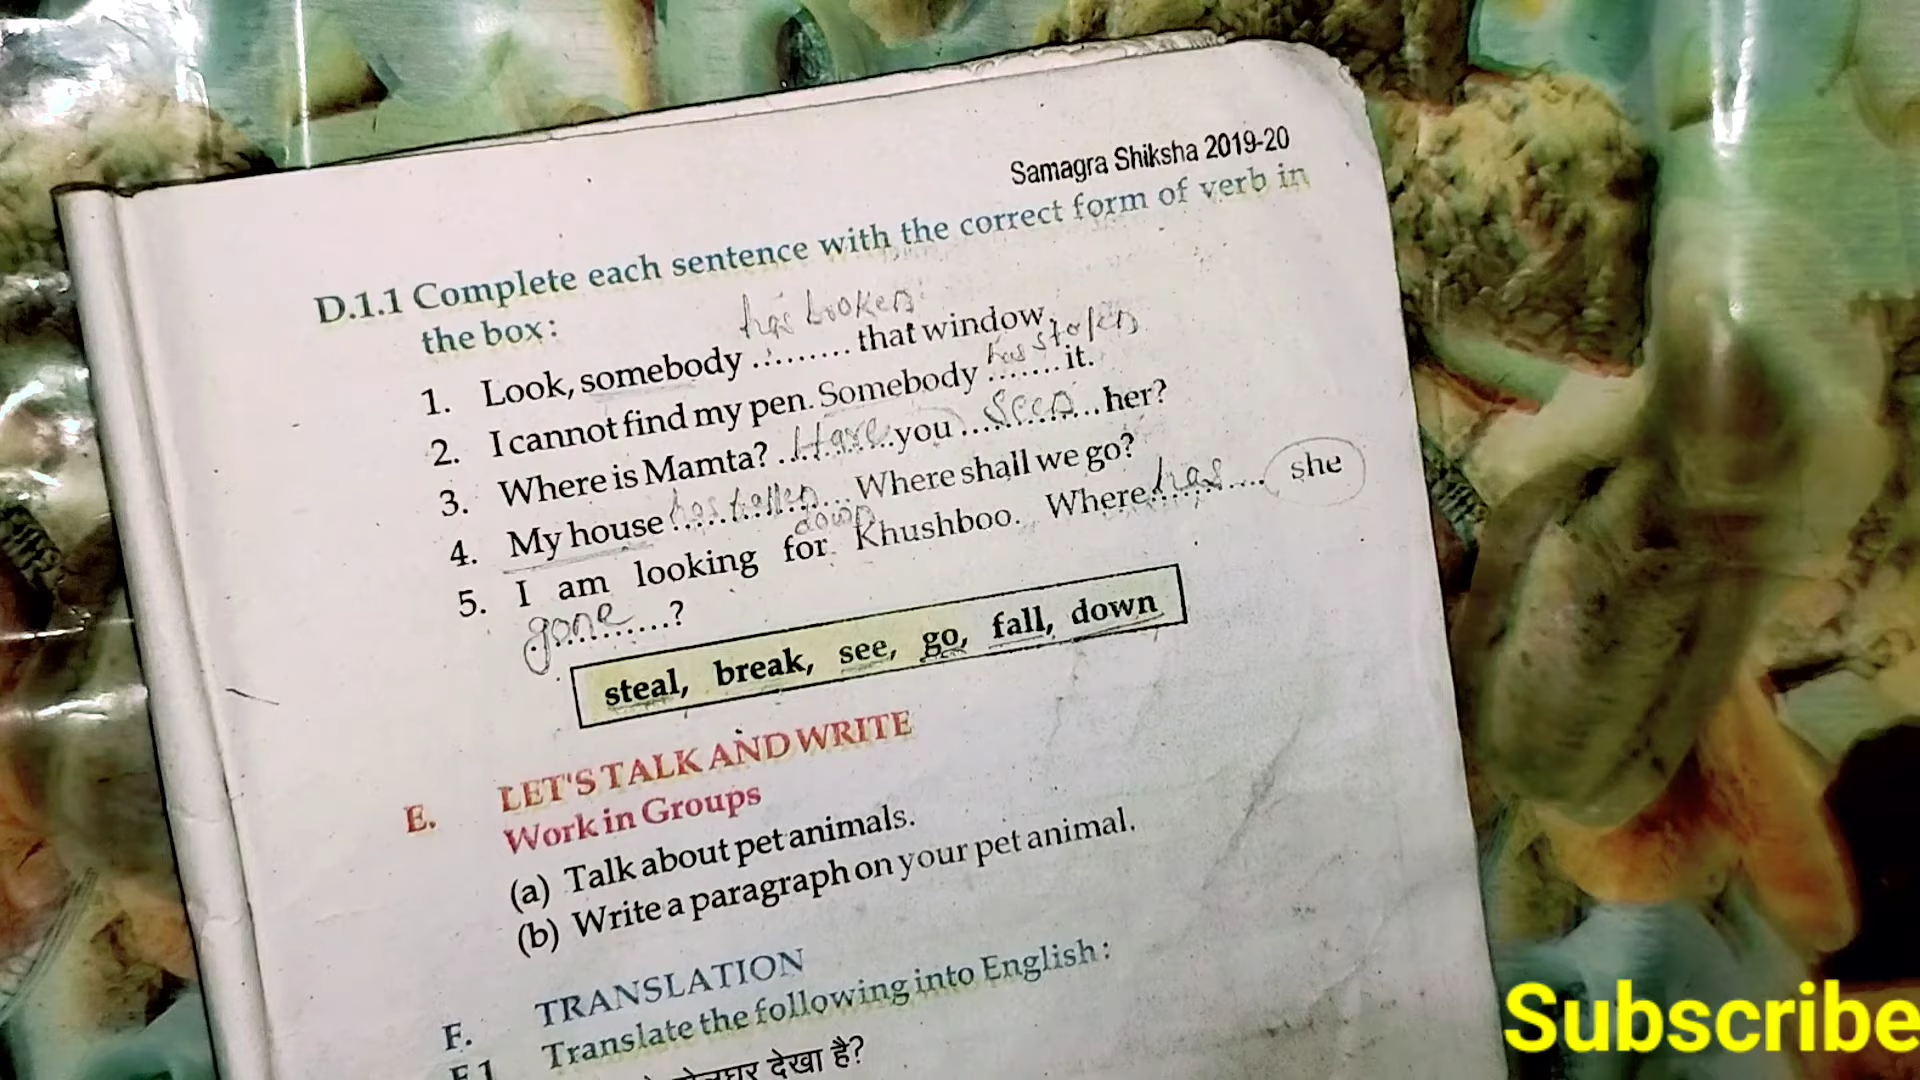 Samagra Shiksha 2019-20
D.1.1 Complete each sentence with the correct form of verb in
the box:
has broken
1. Look, somebody .......... that window.
has stolen
2. I cannot find my pen. Somebody ....... it.
3. Where is Mamta? Have you seen her?
4. My house has fallen ... Where shall we go?
down
5. I am looking for Khushboo. Where has she
gone ?
steal, break, see, go, fall, down
E. LET'S TALK AND WRITE
Work in Groups
(a) Talk about pet animals.
(b) Write a paragraph on your pet animal.
F. TRANSLATION
F.1 Translate the following into English:
देखा है?
Subscribe